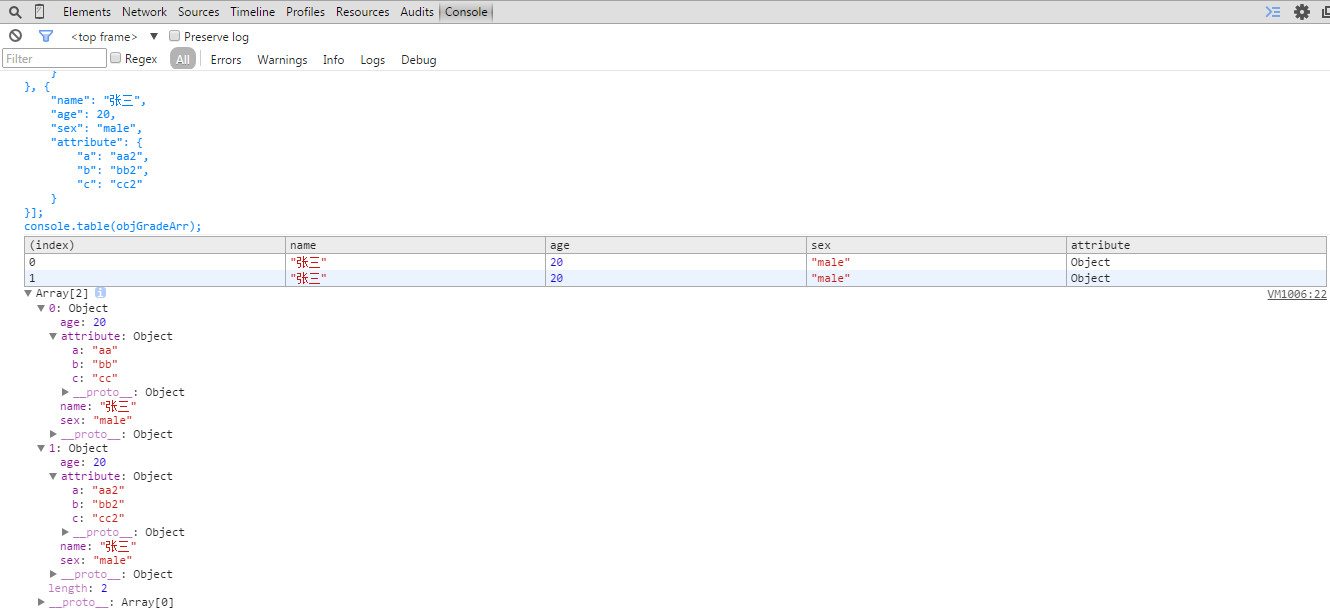 Elements Network Sources Timeline Profiles Resources Audits Console
<top frame> ▼ Preserve log
Filter Regex All Errors Warnings Info Logs Debug
}
}, {
"name": "张三",
"age": 20,
"sex": "male",
"attribute": {
"a": "aa2",
"b": "bb2",
"c": "cc2"
}
}];
console.table(objGradeArr);
(index) name age sex attribute
0 "张三" 20 "male" Object
1 "张三" 20 "male" Object
▼ Array[2] i VM1006:22
▼ 0: Object
age: 20
▼ attribute: Object
a: "aa"
b: "bb"
c: "cc"
▶ __proto__: Object
name: "张三"
sex: "male"
▶ __proto__: Object
▼ 1: Object
age: 20
▼ attribute: Object
a: "aa2"
b: "bb2"
c: "cc2"
▶ __proto__: Object
name: "张三"
sex: "male"
▶ __proto__: Object
length: 2
▶ __proto__: Array[0]